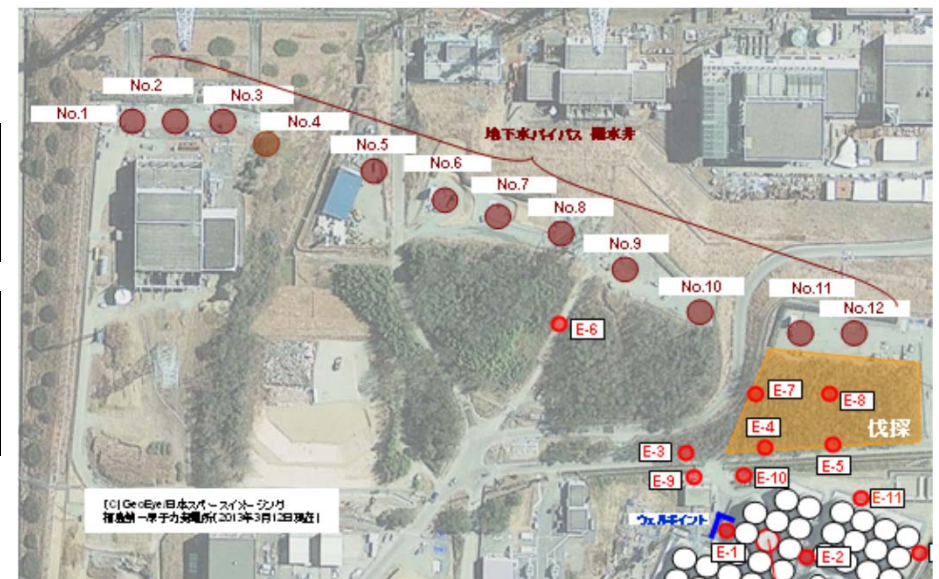 No.1
No.2
No.3
No.4
No.5
No.6
No.7
No.8
No.9
No.10
No.11
No.12
地下水バイパス 揚水井
E-6
E-7
E-8
E-4
伐採
E-3
E-5
E-9
E-10
E-11
ウェルポイント
E-1
E-2
(C)GeoEye/日本スペースイメージング
福島第一原子力発電所(2013年3月12日現在)